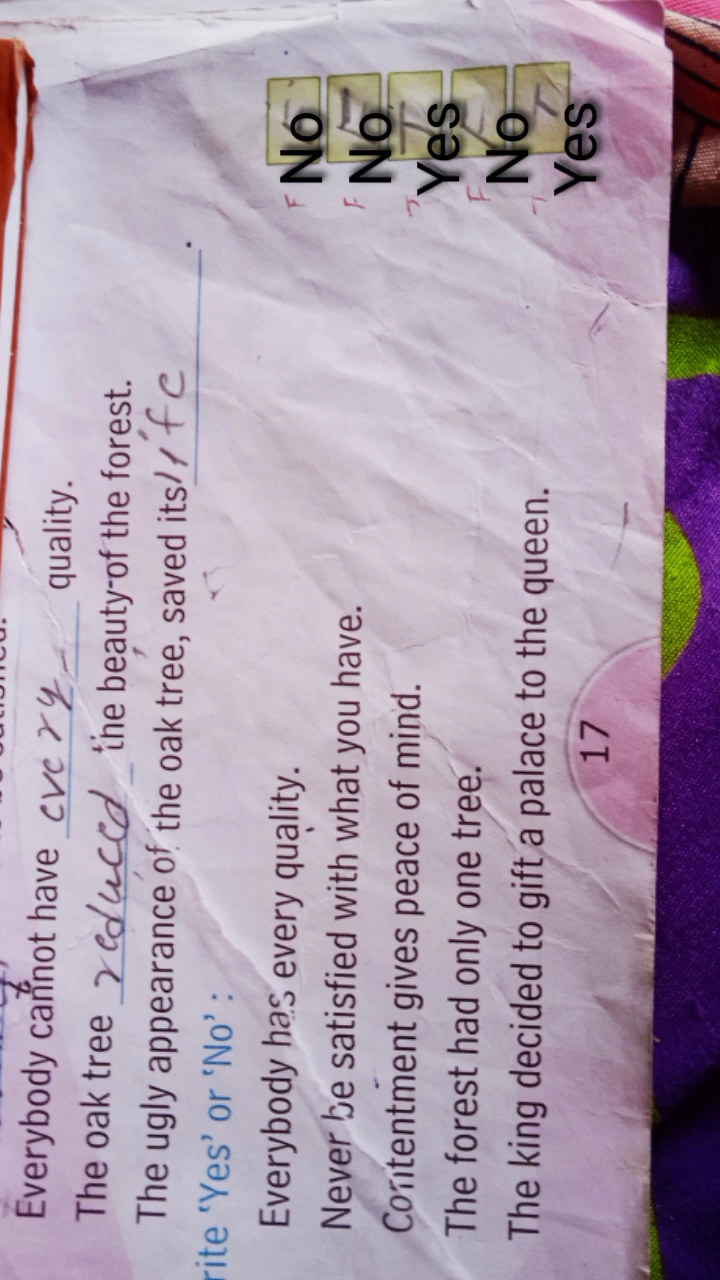 Everybody cannot have every quality.
The oak tree reduced the beauty of the forest.
The ugly appearance of the oak tree, saved its life.
rite 'Yes' or 'No' :
Everybody has every quality. F No
Never be satisfied with what you have. F No
Contentment gives peace of mind. T Yes
The forest had only one tree. F No
The king decided to gift a palace to the queen. T Yes
17